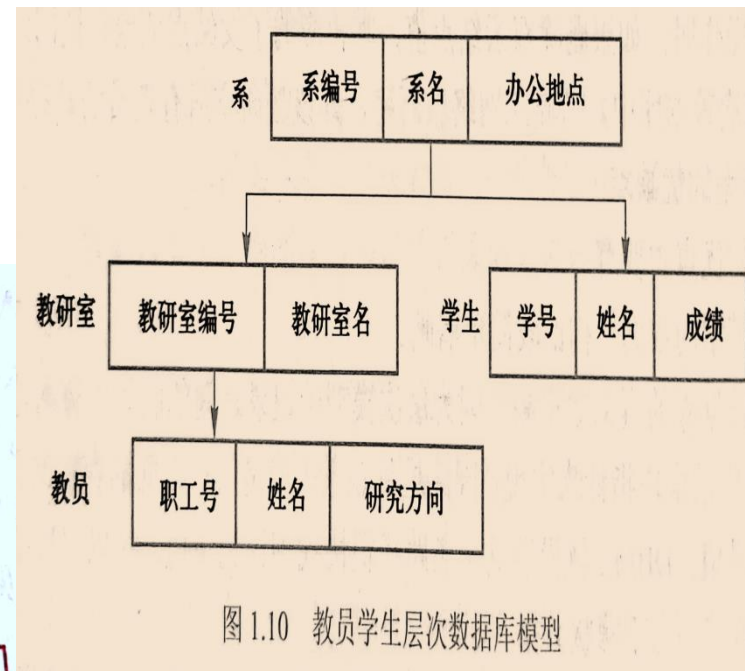 系 系编号 系名 办公地点
教研室 教研室编号 教研室名 学生 学号 姓名 成绩
教员 职工号 姓名 研究方向
图 1.10 教员学生层次数据库模型